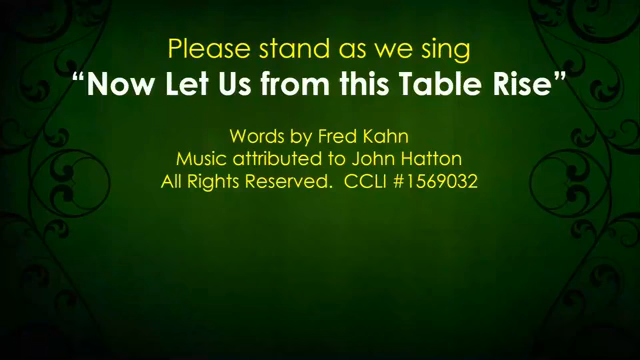 Please stand as we sing
“Now Let Us from this Table Rise”
Words by Fred Kahn
Music attributed to John Hatton
All Rights Reserved.  CCLI #1569032